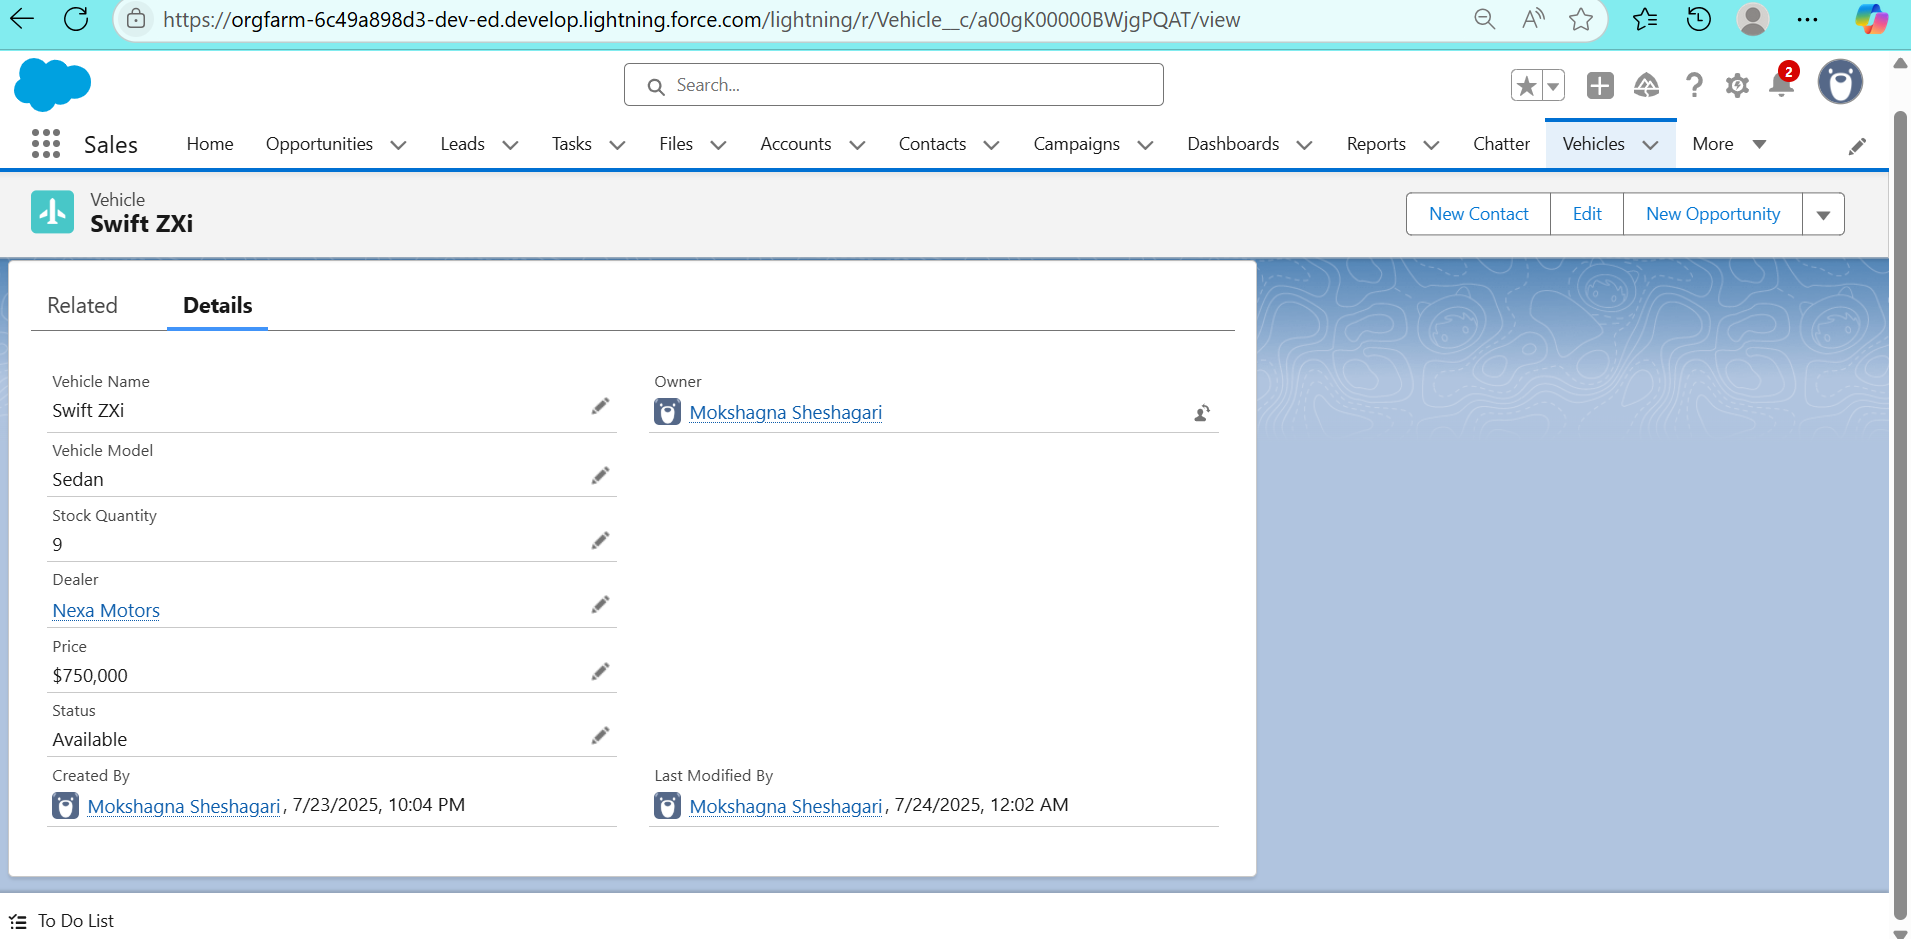 https://orgfarm-6c49a898d3-dev-ed.develop.lightning.force.com/lightning/r/Vehicle__c/a00gK00000BWjgPQAT/view
Search...
2
Sales Home Opportunities Leads Tasks Files Accounts Contacts Campaigns Dashboards Reports Chatter Vehicles More
Vehicle
Swift ZXi
New Contact Edit New Opportunity
Related Details
Vehicle Name
Swift ZXi
Owner
Mokshagna Sheshagari
Vehicle Model
Sedan
Stock Quantity
9
Dealer
Nexa Motors
Price
$750,000
Status
Available
Created By
Mokshagna Sheshagari, 7/23/2025, 10:04 PM
Last Modified By
Mokshagna Sheshagari, 7/24/2025, 12:02 AM
To Do List